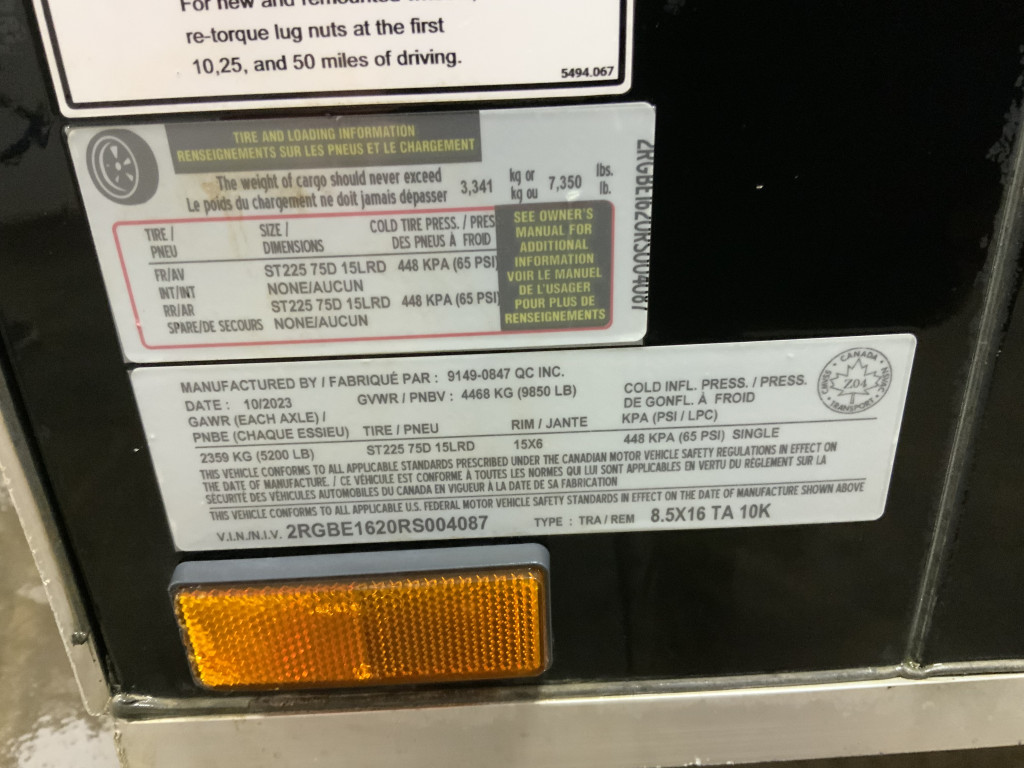 For new and remounted
re-torque lug nuts at the first
10,25, and 50 miles of driving.
5494.067
TIRE AND LOADING INFORMATION
RENSEIGNEMENTS SUR LES PNEUS ET LE CHARGEMENT
The weight of cargo should never exceed
Le poids du chargement ne doit jamais dépasser
3,341 kg or kg ou 7,350 lbs. lb.
TIRE / PNEU
SIZE / DIMENSIONS
COLD TIRE PRESS. / PRES
DES PNEUS À FROID
FR/AV ST225 75D 15LRD 448 KPA (65 PSI)
INT/INT NONE/AUCUN
RR/AR ST225 75D 15LRD 448 KPA (65 PSI)
SPARE/DE SECOURS NONE/AUCUN
SEE OWNER'S
MANUAL FOR
ADDITIONAL
INFORMATION
VOIR LE MANUEL
DE L'USAGER
POUR PLUS DE
RENSEIGNEMENTS
2RGBE1620RS004087
MANUFACTURED BY / FABRIQUÉ PAR : 9149-0847 QC INC.
DATE : 10/2023 GVWR / PNBV : 4468 KG (9850 LB)
GAWR (EACH AXLE) /
PNBE (CHAQUE ESSIEU) TIRE / PNEU RIM / JANTE
COLD INFL. PRESS. / PRESS.
DE GONFL. À FROID
KPA (PSI / LPC)
2359 KG (5200 LB) ST225 75D 15LRD 15X6 448 KPA (65 PSI) SINGLE
THIS VEHICLE CONFORMS TO ALL APPLICABLE STANDARDS PRESCRIBED UNDER THE CANADIAN MOTOR VEHICLE SAFETY REGULATIONS IN EFFECT ON
THE DATE OF MANUFACTURE. / CE VÉHICULE EST CONFORME À TOUTES LES NORMES QUI LUI SONT APPLICABLES EN VERTU DU RÈGLEMENT SUR LA
SÉCURITÉ DES VÉHICULES AUTOMOBILES DU CANADA EN VIGUEUR À LA DATE DE SA FABRICATION
THIS VEHICLE CONFORMS TO ALL APPLICABLE U.S. FEDERAL MOTOR VEHICLE SAFETY STANDARDS IN EFFECT ON THE DATE OF MANUFACTURE SHOWN ABOVE
V.I.N./N.I.V. 2RGBE1620RS004087 TYPE : TRA / REM 8.5X16 TA 10K
CANADA
Z04
TRANSPORT